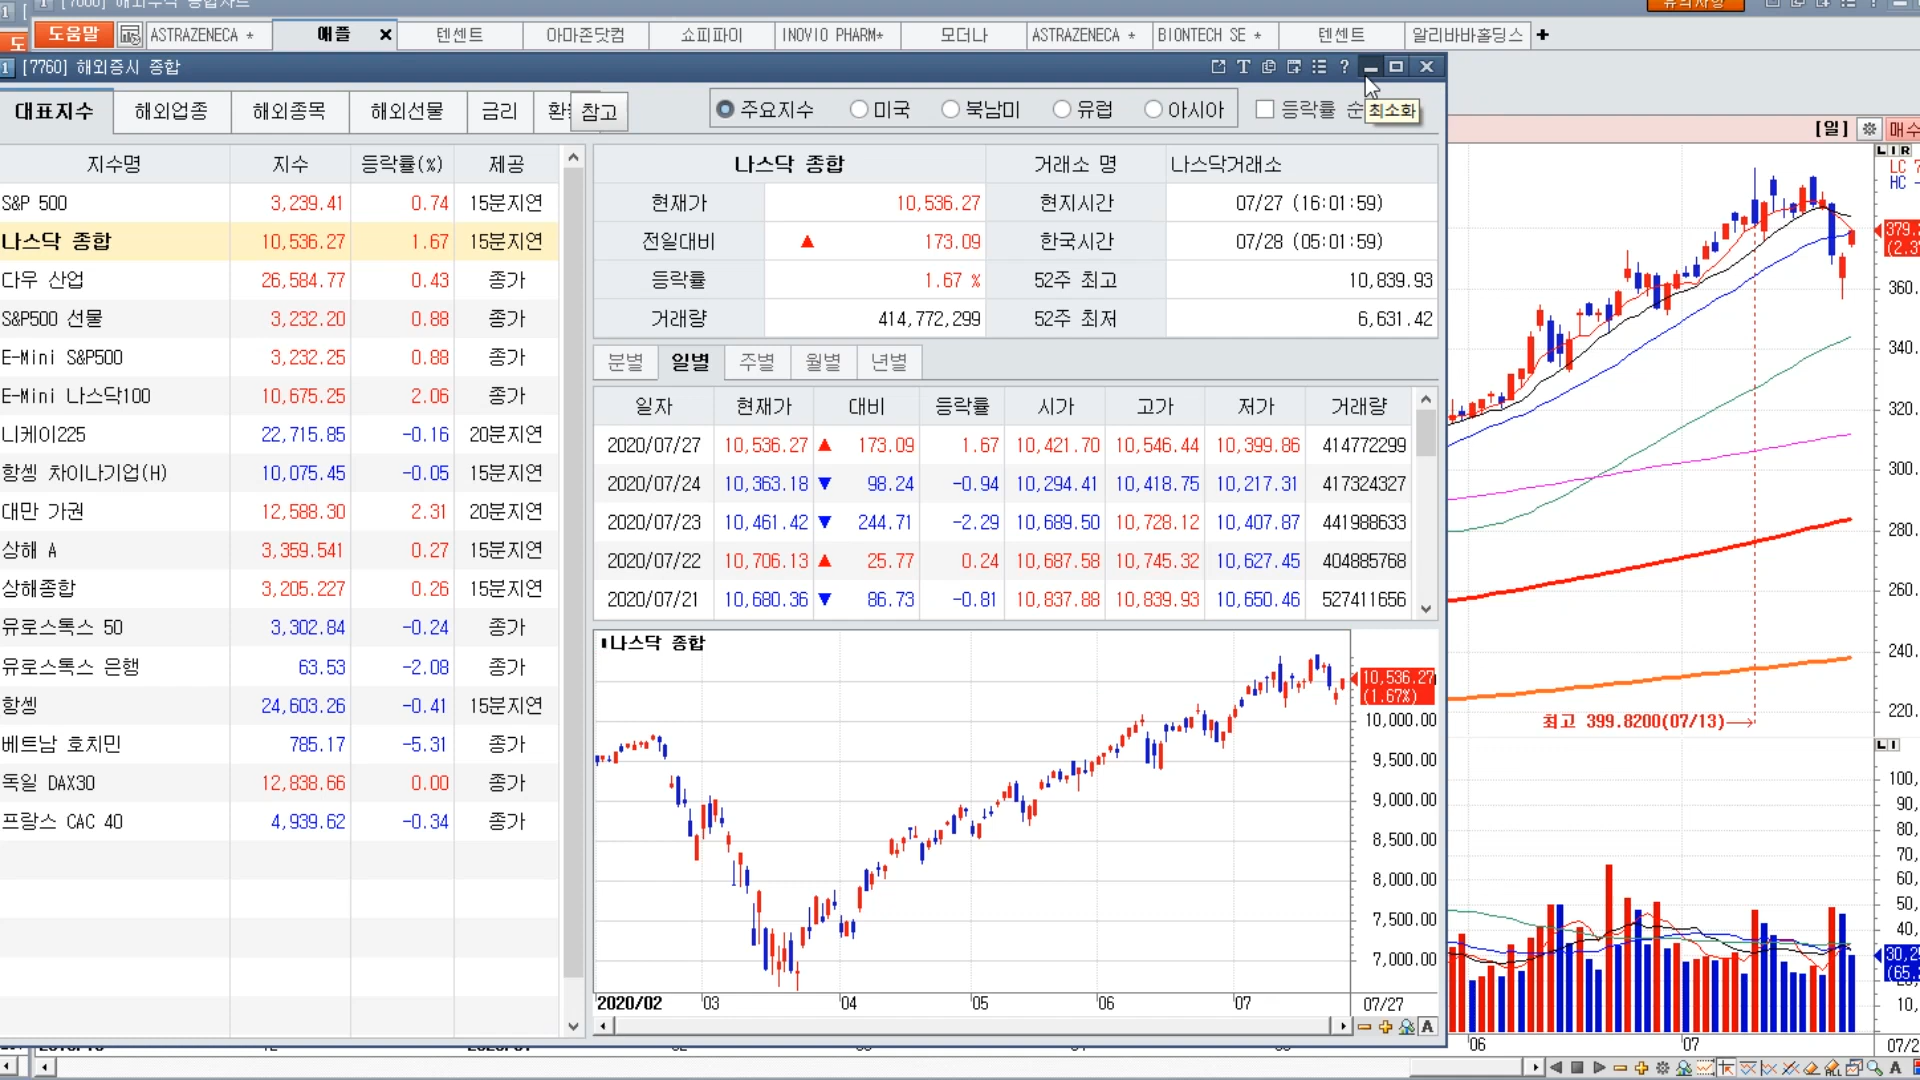 도움말 ASTRAZENECA * 애플 × 텐센트 아마존닷컴 쇼피파이 INOVIO PHARM* 모더나 ASTRAZENECA * BIONTECH SE * 텐센트 알리바바홀딩스 +
1 [7760] 해외증시 종합
대표지수 해외업종 해외종목 해외선물 금리 참고
주요지수 미국 북남미 유럽 아시아 등락률 순
최소화
[일] 매수
지수명 지수 등락률(%) 제공
S&P 500 3,239.41 0.74 15분지연
나스닥 종합 10,536.27 1.67 15분지연
다우 산업 26,584.77 0.43 종가
S&P500 선물 3,232.20 0.88 종가
E-Mini S&P500 3,232.25 0.88 종가
E-Mini 나스닥100 10,675.25 2.06 종가
니케이225 22,715.85 -0.16 20분지연
항셍 차이나기업(H) 10,075.45 -0.05 15분지연
대만 가권 12,588.30 2.31 20분지연
상해 A 3,359.541 0.27 15분지연
상해종합 3,205.227 0.26 15분지연
유로스톡스 50 3,302.84 -0.24 종가
유로스톡스 은행 63.53 -2.08 종가
항셍 24,603.26 -0.41 15분지연
베트남 호치민 785.17 -5.31 종가
독일 DAX30 12,838.66 0.00 종가
프랑스 CAC 40 4,939.62 -0.34 종가
나스닥 종합 거래소 명 나스닥거래소
현재가 10,536.27 현지시간 07/27 (16:01:59)
전일대비 ▲ 173.09 한국시간 07/28 (05:01:59)
등락률 1.67 % 52주 최고 10,839.93
거래량 414,772,299 52주 최저 6,631.42
분별 일별 주별 월별 년별
일자 현재가 대비 등락률 시가 고가 저가 거래량
2020/07/27 10,536.27 ▲ 173.09 1.67 10,421.70 10,546.44 10,399.86 414772299
2020/07/24 10,363.18 ▼ 98.24 -0.94 10,294.41 10,418.75 10,217.31 417324327
2020/07/23 10,461.42 ▼ 244.71 -2.29 10,689.50 10,728.12 10,407.87 441988633
2020/07/22 10,706.13 ▲ 25.77 0.24 10,687.58 10,745.32 10,627.45 404885768
2020/07/21 10,680.36 ▼ 86.73 -0.81 10,837.88 10,839.93 10,650.46 527411656
나스닥 종합
10,536.27
(1.67%)
10,000.00
9,500.00
9,000.00
8,500.00
8,000.00
7,500.00
7,000.00
2020/02 03 04 05 06 07 07/27
A
L I R
LC
HC
360.
340.
320.
300.
280.
260.
240.
220.
최고 399.8200(07/13)→
L I
100,
90,
80,
70,
60,
50,
40,
10,
06 07